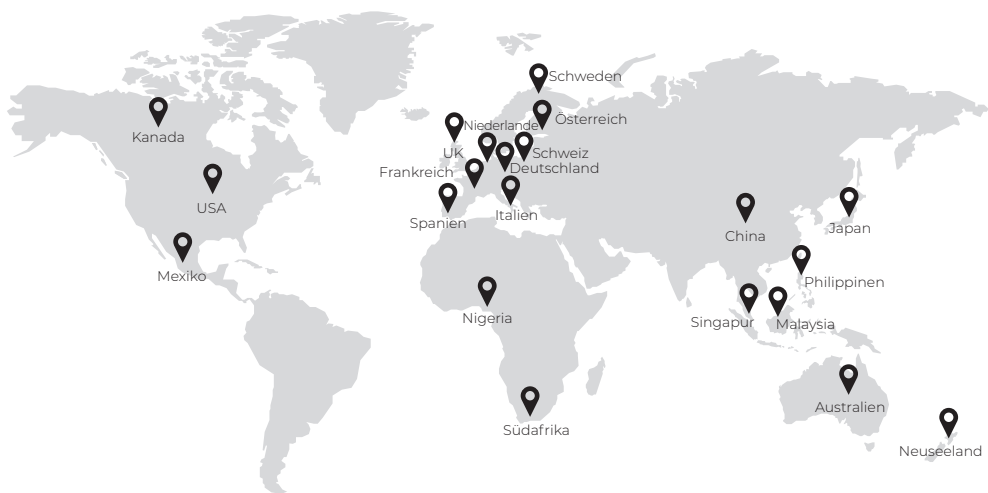 Schweden
Österreich
Niederlande
Kanada
UK
Schweiz
Deutschland
Frankreich
USA
Italien
Spanien
Japan
China
Mexiko
Philippinen
Nigeria
Singapur
Malaysia
Australien
Südafrika
Neuseeland